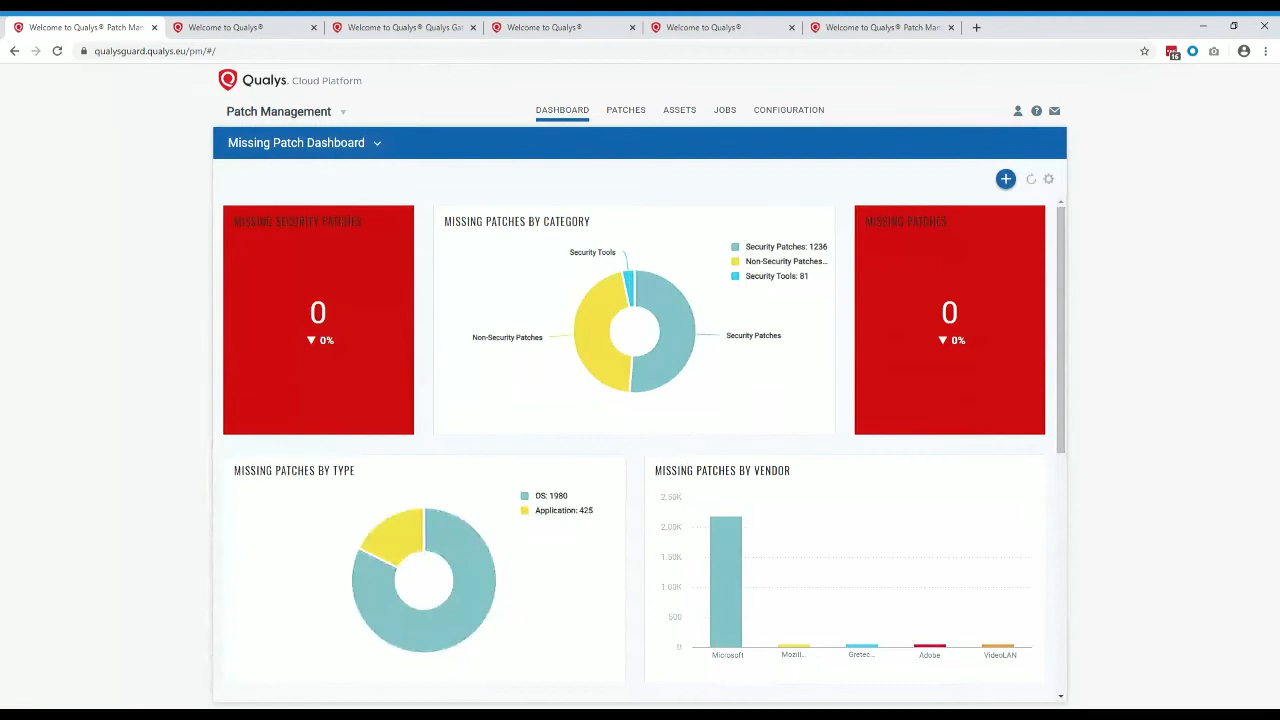 Welcome to Qualys® Patch Man
Welcome to Qualys®
Welcome to Qualys® Qualys Gat
Welcome to Qualys®
Welcome to Qualys®
Welcome to Qualys® Patch Man
qualysguard.qualys.eu/pm/#/
Qualys. Cloud Platform
Patch Management
DASHBOARD
PATCHES
ASSETS
JOBS
CONFIGURATION
Missing Patch Dashboard
MISSING SECURITY PATCHES
0
▼ 0%
MISSING PATCHES BY CATEGORY
Security Tools
Non-Security Patches
Security Patches
Security Patches: 1236
Non-Security Patches...
Security Tools: 81
MISSING PATCHES
0
▼ 0%
MISSING PATCHES BY TYPE
OS: 1980
Application: 425
MISSING PATCHES BY VENDOR
2.50K
2.00K
1.50K
1.00K
500
0
Microsoft
Mozill...
Gretec...
Adobe
VideoLAN